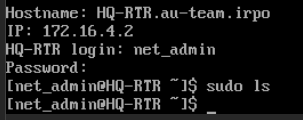 Hostname: HQ-RTR.au-team.irpo
IP: 172.16.4.2
HQ-RTR login: net_admin
Password:
[net_admin@HQ-RTR ~]$ sudo ls
[net_admin@HQ-RTR ~]$ _